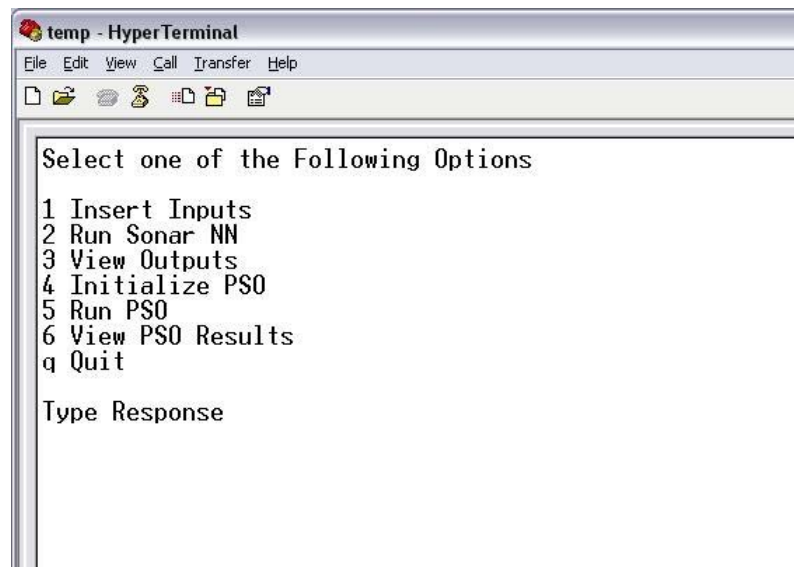 temp - HyperTerminal
File Edit View Call Transfer Help
Select one of the Following Options
1 Insert Inputs
2 Run Sonar NN
3 View Outputs
4 Initialize PSO
5 Run PSO
6 View PSO Results
q Quit
Type Response